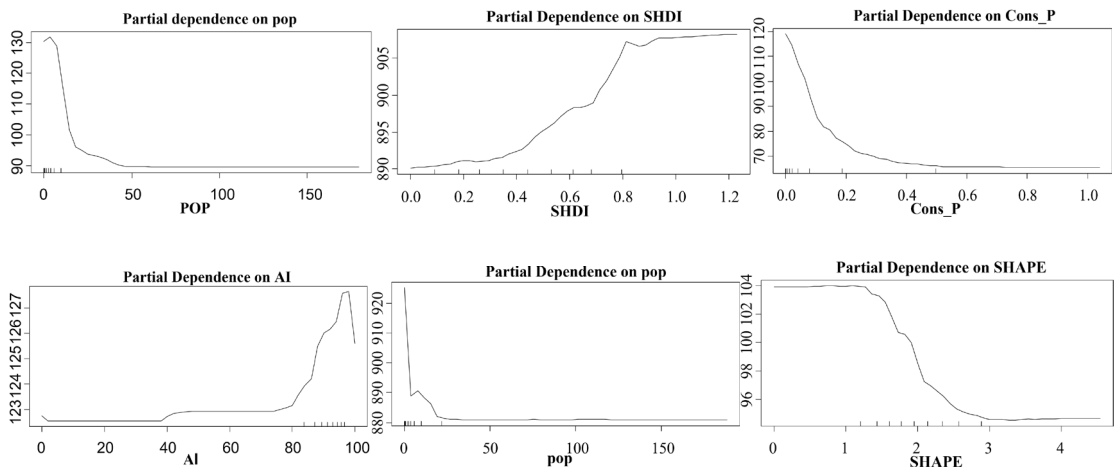 Partial dependence on pop
130
120
110
100
90
0 50 100 150
POP
Partial Dependence on SHDI
905
900
895
890
0.0 0.2 0.4 0.6 0.8 1.0 1.2
SHDI
Partial Dependence on Cons_P
120
110
100
90
80
70
0.0 0.2 0.4 0.6 0.8 1.0
Cons_P
Partial Dependence on AI
127
126
125
124
123
0 20 40 60 80 100
AI
Partial Dependence on pop
920
910
900
890
880
0 50 100 150
pop
Partial Dependence on SHAPE
104
102
100
98
96
0 1 2 3 4
SHAPE